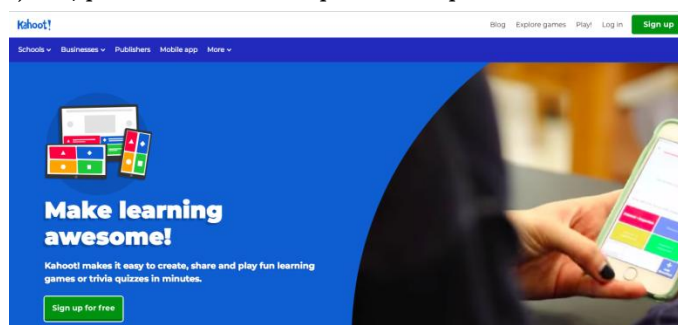 Kahoot!
Blog Explore games Play! Log in Sign up
Schools Businesses Publishers Mobile app More
Make learning
awesome!
Kahoot! makes it easy to create, share and play fun learning
games or trivia quizzes in minutes.
Sign up for free